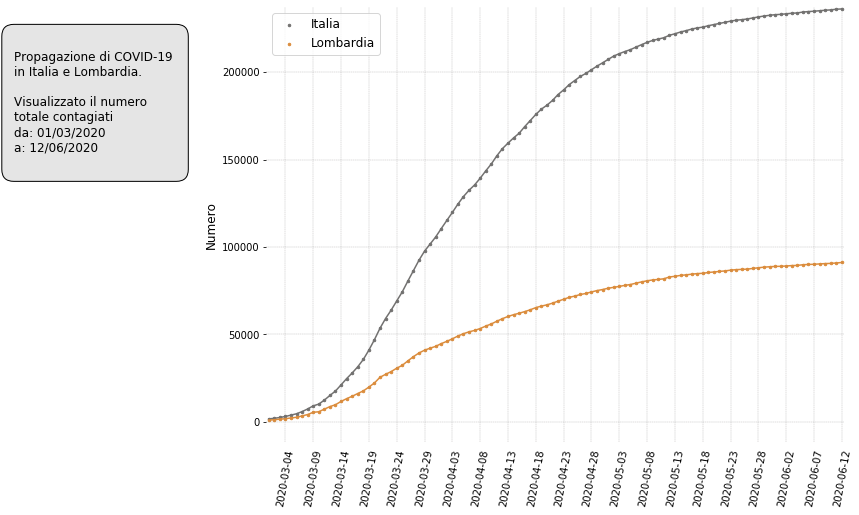 Propagazione di COVID-19
in Italia e Lombardia.
Visualizzato il numero
totale contagiati
da: 01/03/2020
a: 12/06/2020
Italia
Lombardia
Numero
200000
150000
100000
50000
0
2020-03-04
2020-03-09
2020-03-14
2020-03-19
2020-03-24
2020-03-29
2020-04-03
2020-04-08
2020-04-13
2020-04-18
2020-04-23
2020-04-28
2020-05-03
2020-05-08
2020-05-13
2020-05-18
2020-05-23
2020-05-28
2020-06-02
2020-06-07
2020-06-12